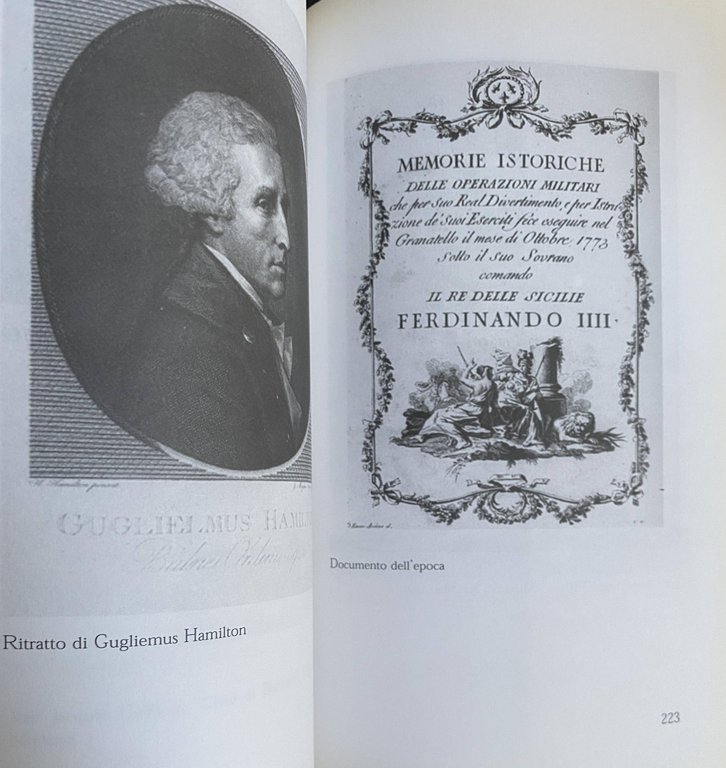 GUGLIELMUS HAMIL
Ritratto di Gugliemus Hamilton
MEMORIE ISTORICHE
DELLE OPERAZIONI MILITARI
che per suo Real Divertimento, e per Istru
zione de' Suoi Eserciti fece eseguire nel
Granatello il mese di Ottobre, 1773
Sotto il suo Sovrano
comando
IL RE DELLE SICILIE
FERDINANDO IIII.
Documento dell'epoca
223